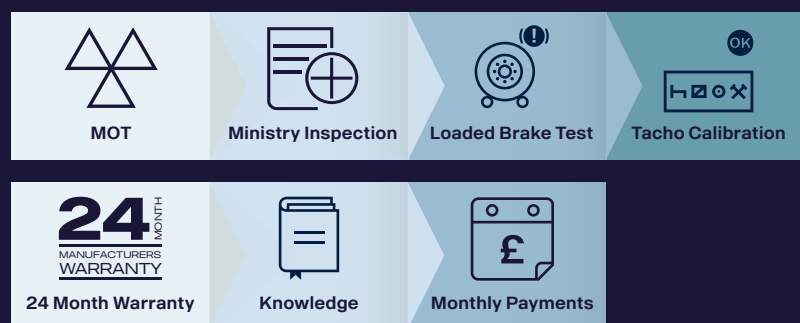 OK
MOT
Ministry Inspection
Loaded Brake Test
Tacho Calibration
24 MONTH
MANUFACTURERS
WARRANTY
£
24 Month Warranty
Knowledge
Monthly Payments